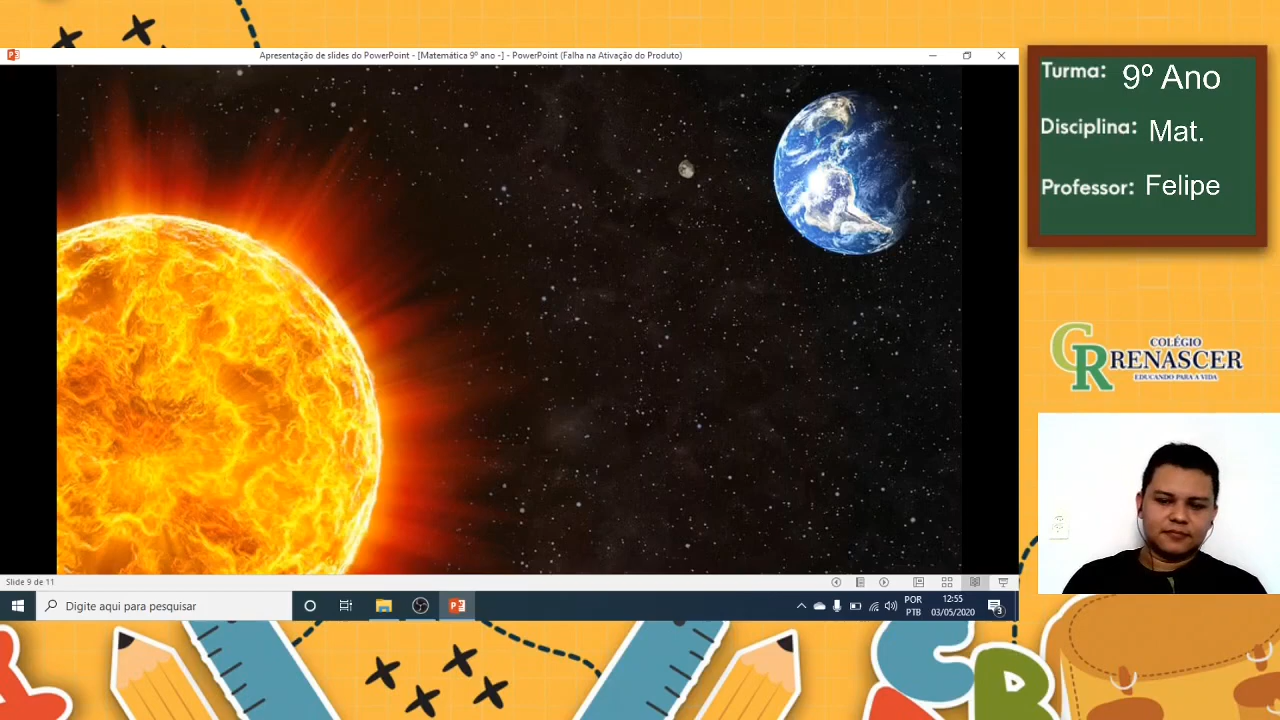 Apresentação de slides do PowerPoint - [Matemática 9º ano -] - PowerPoint (Falha na Ativação do Produto)
Turma: 9º Ano
Disciplina: Mat.
Professor: Felipe
CR
COLÉGIO
RENASCER
EDUCANDO PARA A VIDA
Slide 9 de 11
Digite aqui para pesquisar
POR
PTB
12:55
03/05/2020
3